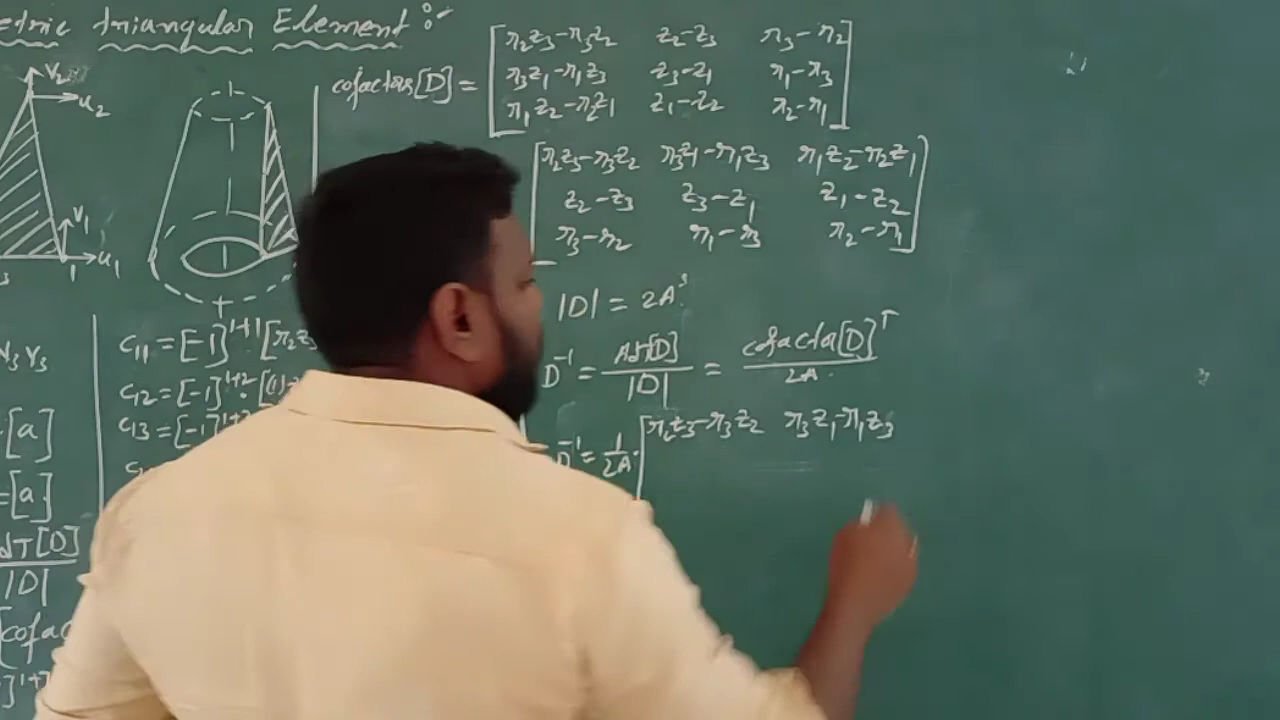 etric triangular Element :-
V₂
u₂
V₁
u₁
3 1
cofactors[D] =
r₂z₃-r₃z₂ z₂-z₃ r₃-r₂
r₃z₁-r₁z₃ z₃-z₁ r₁-r₃
r₁z₂-r₂z₁ z₁-z₂ r₂-r₁
r₂z₃-r₃z₂ r₃z₁-r₁z₃ r₁z₂-r₂z₁
z₂-z₃ z₃-z₁ z₁-z₂
r₃-r₂ r₁-r₃ r₂-r₁
|D| = 2A
D⁻¹ = Adj[D] / |D| = cofacto[D]ᵀ / 2A
D⁻¹ = 1/2A [r₂z₃-r₃z₂ r₃z₁-r₁z₃
C₁₁ = [-1]¹⁺¹ [r₂z₃
C₁₂ = [-1]¹⁺²
C₁₃ = [-1]¹⁺
N₃ Y₃
=[a]
=[a]
[D]
|D|
[cofac